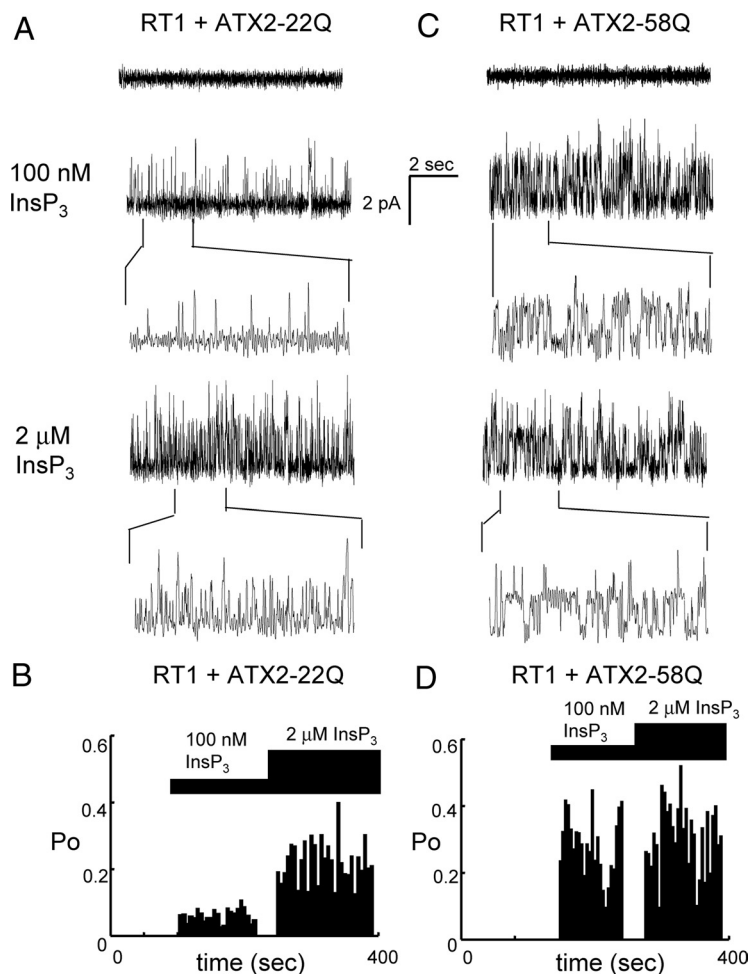 A
RT1 + ATX2-22Q
C
RT1 + ATX2-58Q
100 nM
InsP₃
2 sec
2 pA
2 μM
InsP₃
B
RT1 + ATX2-22Q
D
RT1 + ATX2-58Q
0.6
100 nM
InsP₃
2 μM InsP₃
0.4
Po
0.2
0
0
time (sec)
400
0.6
100 nM
InsP₃
2 μM InsP₃
0.4
Po
0.2
0
0
time (sec)
400